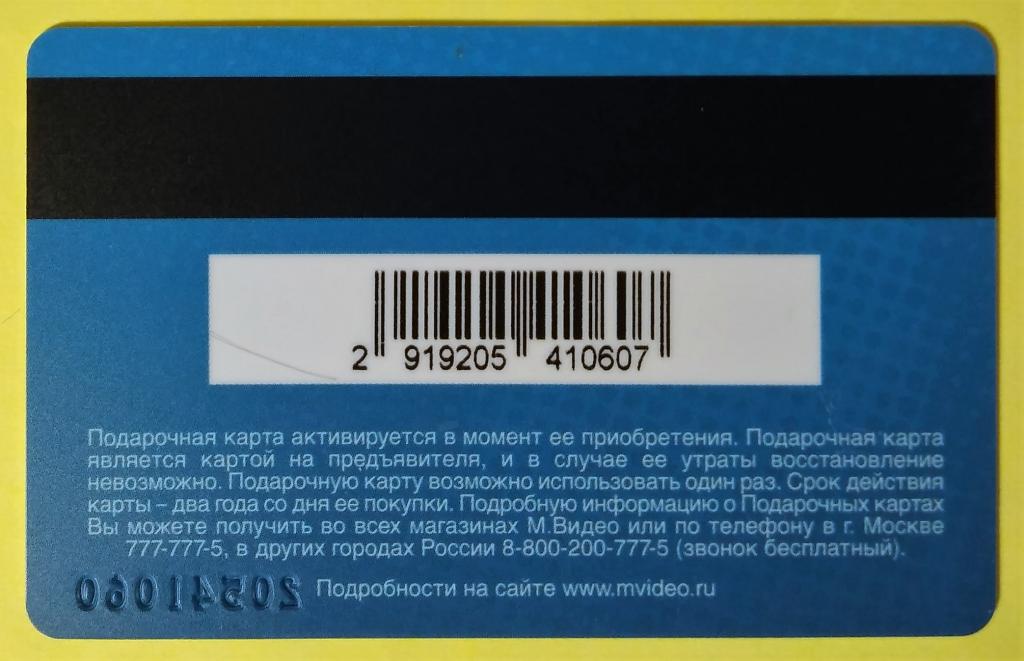 2 919205 410607
Подарочная карта активируется в момент ее приобретения. Подарочная карта
является картой на предъявителя, и в случае ее утраты восстановление
невозможно. Подарочную карту возможно использовать один раз. Срок действия
карты – два года со дня ее покупки. Подробную информацию о Подарочных картах
Вы можете получить во всех магазинах М.Видео или по телефону в г. Москве
777-777-5, в других городах России 8-800-200-777-5 (звонок бесплатный).
20541060 Подробности на сайте www.mvideo.ru